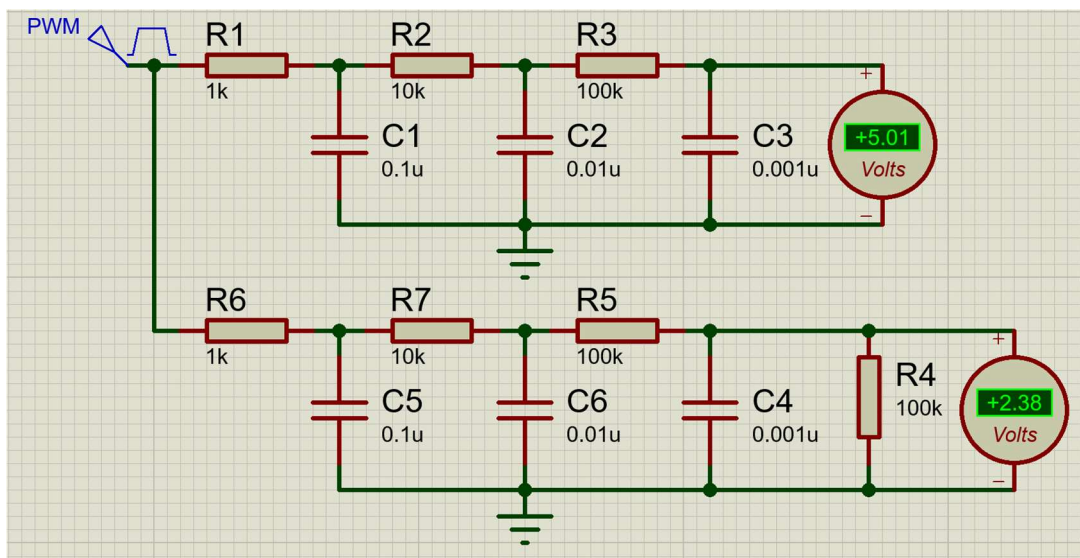 PWM
R1
1k
R2
10k
R3
100k
C1
0.1u
C2
0.01u
C3
0.001u
+
+5.01
Volts
−
R6
1k
R7
10k
R5
100k
C5
0.1u
C6
0.01u
C4
0.001u
R4
100k
+
+2.38
Volts
−